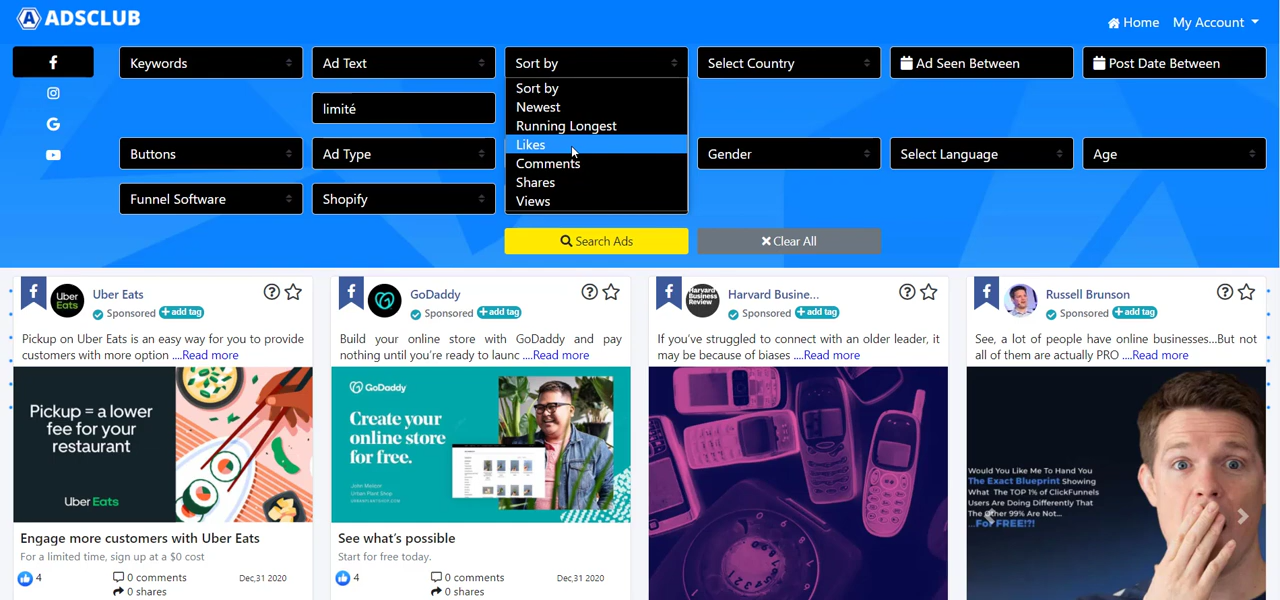 ADSCLUB
Home
My Account
Keywords
Ad Text
Sort by
Select Country
Ad Seen Between
Post Date Between
limité
Sort by
Newest
Running Longest
Likes
Comments
Shares
Views
Buttons
Ad Type
Gender
Select Language
Age
Funnel Software
Shopify
Search Ads
Clear All
Uber Eats
Uber Eats
Sponsored
add tag
Pickup on Uber Eats is an easy way for you to provide
customers with more option ....Read more
Pickup = a lower
fee for your
restaurant
Uber Eats
Engage more customers with Uber Eats
For a limited time, sign up at a $0 cost
4
0 comments
0 shares
Dec,31 2020
GoDaddy
Sponsored
add tag
Build your online store with GoDaddy and pay
nothing until you're ready to launc ....Read more
GoDaddy
Create your
online store
for free.
See what's possible
Start for free today.
4
0 comments
0 shares
Dec,31 2020
Harvard Business Review
Harvard Busine...
Sponsored
add tag
If you've struggled to connect with an older leader, it
may be because of biases ....Read more
Russell Brunson
Sponsored
add tag
See, a lot of people have online businesses...But not
all of them are actually PRO ....Read more
Would You Like Me To Hand You
The Exact Blueprint Showing
What The TOP 1% of ClickFunnels
Users Are Doing Differently That
The Other 99% Are Not...
...For FREE!?!